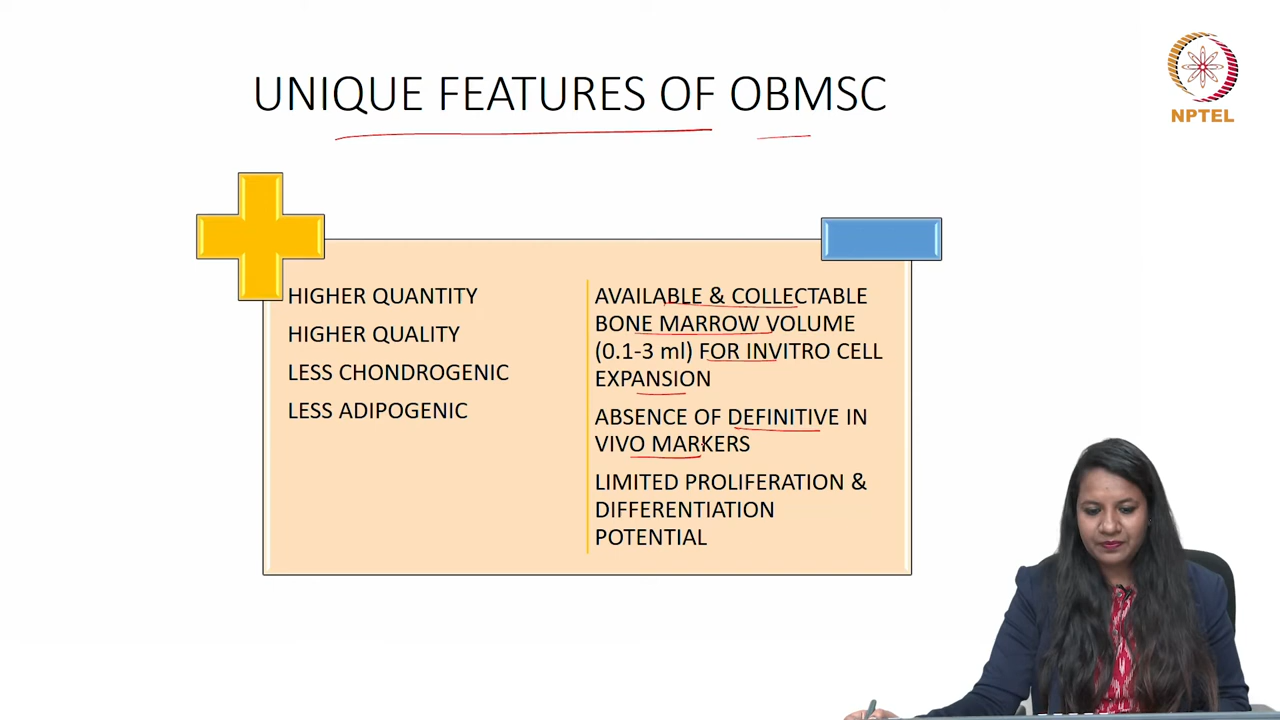 UNIQUE FEATURES OF OBMSC
NPTEL
HIGHER QUANTITY
HIGHER QUALITY
LESS CHONDROGENIC
LESS ADIPOGENIC
AVAILABLE & COLLECTABLE
BONE MARROW VOLUME
(0.1-3 ml) FOR INVITRO CELL
EXPANSION
ABSENCE OF DEFINITIVE IN
VIVO MARKERS
LIMITED PROLIFERATION &
DIFFERENTIATION
POTENTIAL